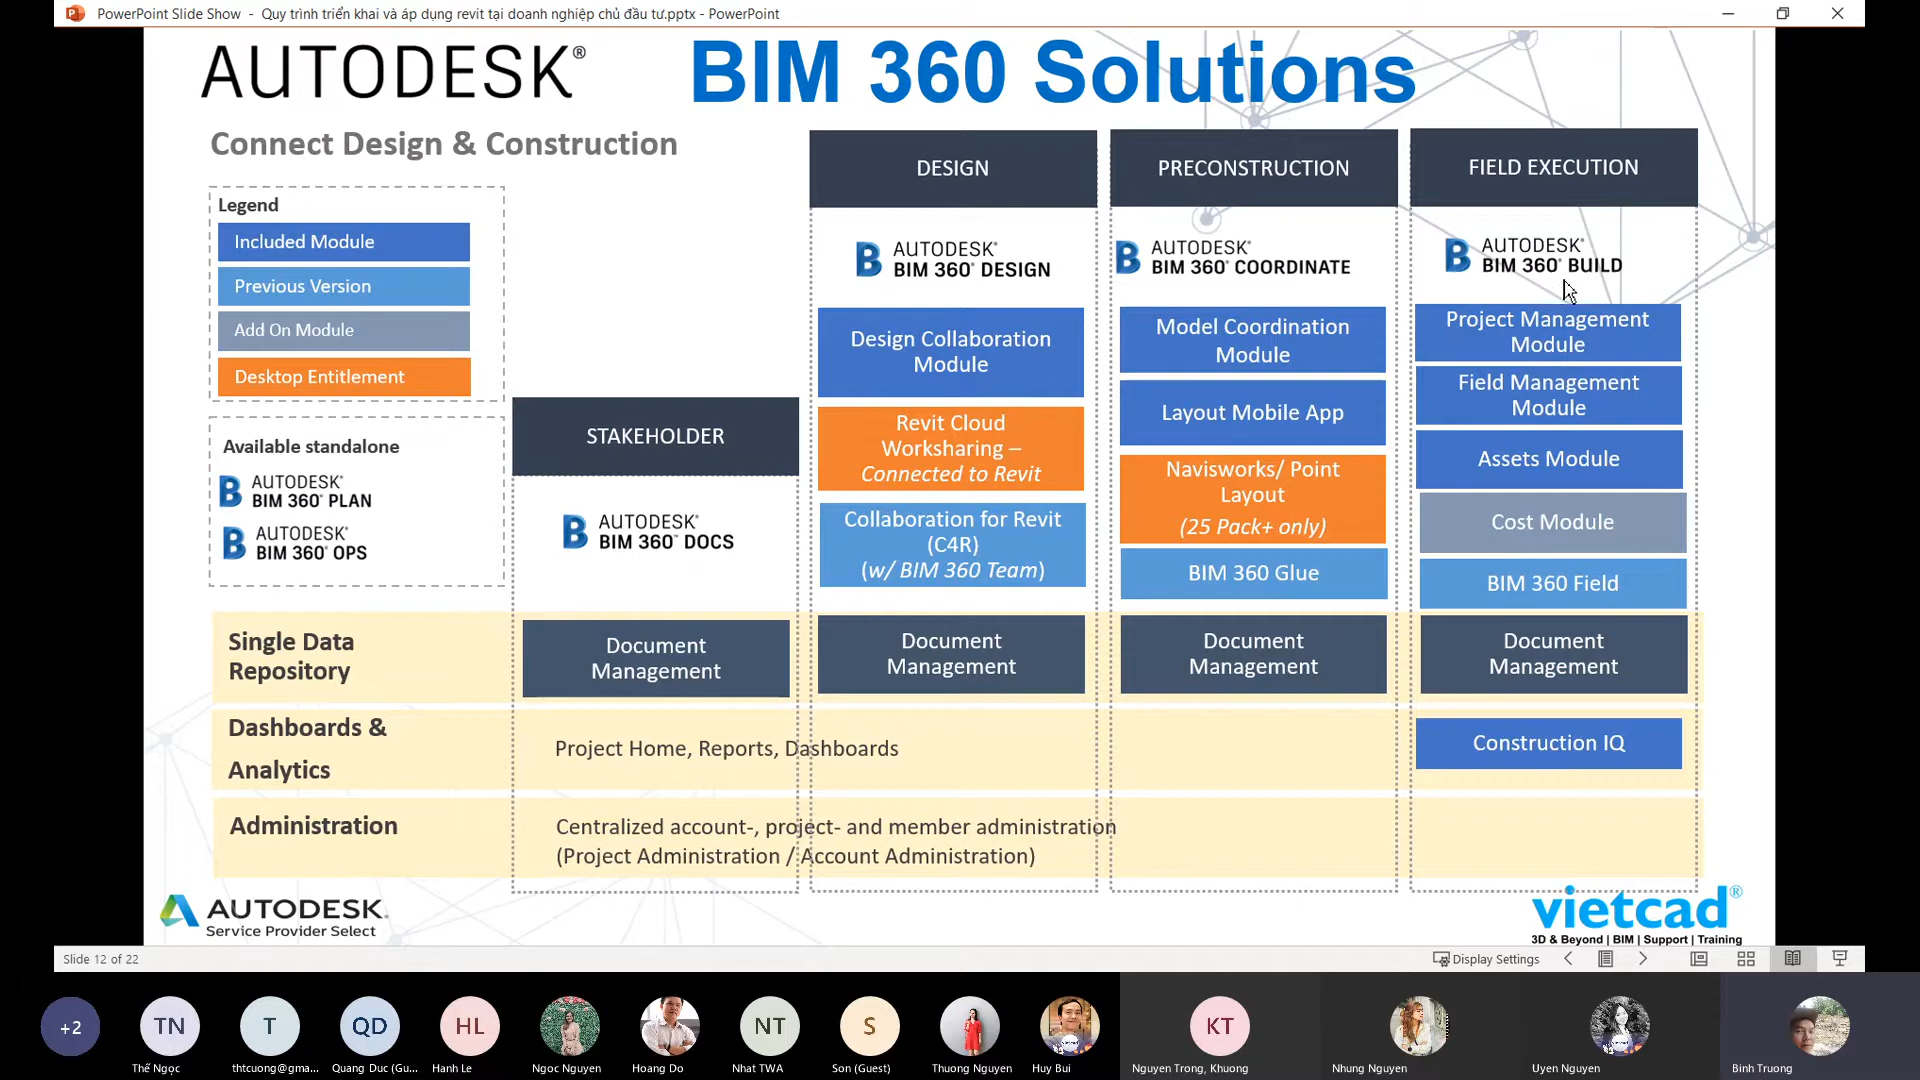 PowerPoint Slide Show - Quy trình triển khai và áp dụng revit tại doanh nghiệp chủ đầu tư.pptx - PowerPoint
AUTODESK®
BIM 360 Solutions
Connect Design & Construction
Legend
Included Module
Previous Version
Add On Module
Desktop Entitlement
Available standalone
AUTODESK®
BIM 360® PLAN
AUTODESK®
BIM 360® OPS
STAKEHOLDER
AUTODESK®
BIM 360™ DOCS
DESIGN
AUTODESK®
BIM 360® DESIGN
Design Collaboration
Module
Revit Cloud
Worksharing –
Connected to Revit
Collaboration for Revit
(C4R)
(w/ BIM 360 Team)
PRECONSTRUCTION
AUTODESK®
BIM 360® COORDINATE
Model Coordination
Module
Layout Mobile App
Navisworks/ Point
Layout
(25 Pack+ only)
BIM 360 Glue
FIELD EXECUTION
AUTODESK®
BIM 360® BUILD
Project Management
Module
Field Management
Module
Assets Module
Cost Module
BIM 360 Field
Single Data
Repository
Document
Management
Document
Management
Document
Management
Document
Management
Dashboards &
Analytics
Project Home, Reports, Dashboards
Construction IQ
Administration
Centralized account-, project- and member administration
(Project Administration / Account Administration)
AUTODESK.
Service Provider Select
vietcad®
3D & Beyond | BIM | Support | Training
Slide 12 of 22
Display Settings
+2
TN
T
QD
HL
NT
S
KT
Thế Ngọc
thtcuong@gma...
Quang Duc (Gu...
Hanh Le
Ngoc Nguyen
Hoang Do
Nhat TWA
Son (Guest)
Thuong Nguyen
Huy Bui
Nguyen Trong, Khuong
Nhung Nguyen
Uyen Nguyen
Binh Truong